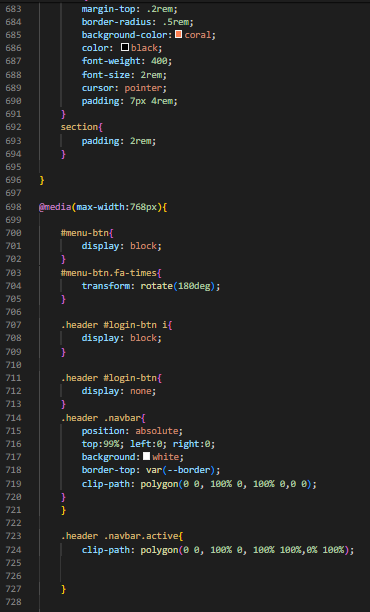 683 margin-top: .2rem;
684 border-radius: .5rem;
685 background-color: coral;
686 color: black;
687 font-weight: 400;
688 font-size: 2rem;
689 cursor: pointer;
690 padding: 7px 4rem;
691 }
692 section{
693 padding: 2rem;
694 }
695
696 }
697
698 @media(max-width:768px){
699
700 #menu-btn{
701 display: block;
702 }
703 #menu-btn.fa-times{
704 transform: rotate(180deg);
705 }
706
707 .header #login-btn i{
708 display: block;
709 }
710
711 .header #login-btn{
712 display: none;
713 }
714 .header .navbar{
715 position: absolute;
716 top:99%; left:0; right:0;
717 background: white;
718 border-top: var(--border);
719 clip-path: polygon(0 0, 100% 0, 100% 0,0 0);
720 }
721 }
722
723 .header .navbar.active{
724 clip-path: polygon(0 0, 100% 0, 100% 100%,0% 100%);
725
726
727 }
728